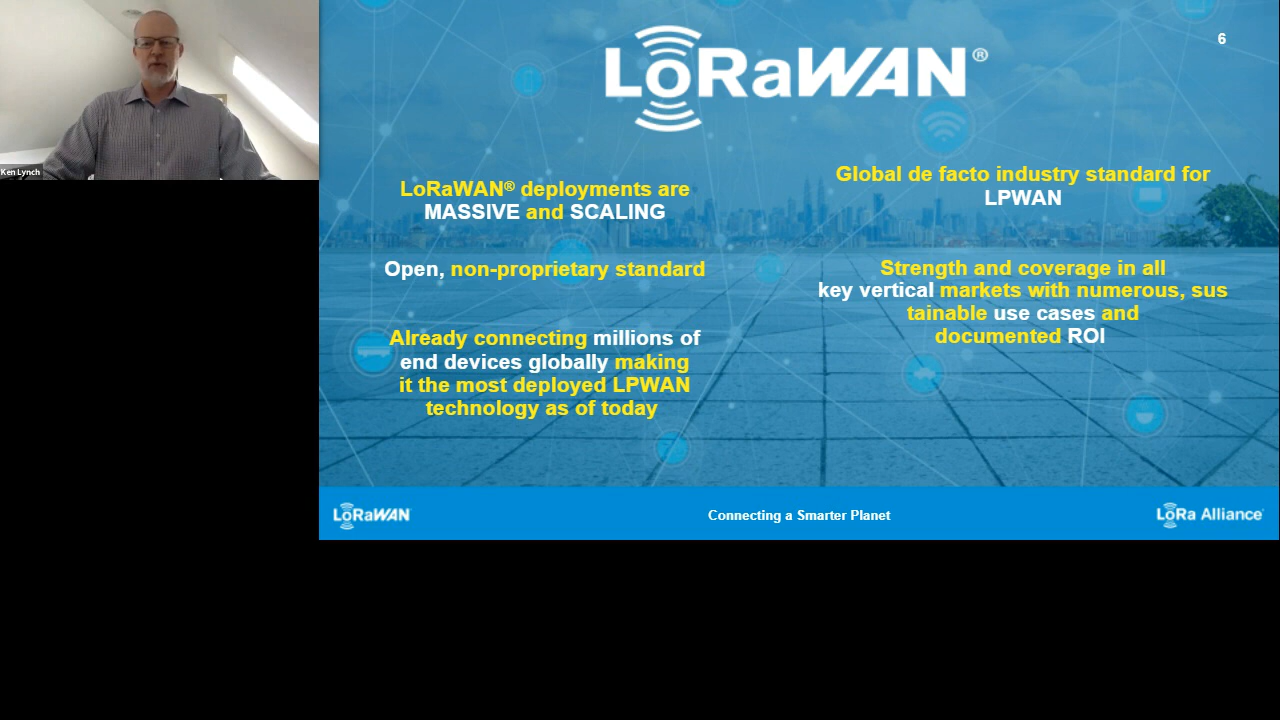 Ken Lynch
LoRaWAN®
6
LoRaWAN® deployments are
MASSIVE and SCALING
Open, non-proprietary standard
Already connecting millions of
end devices globally making
it the most deployed LPWAN
technology as of today
Global de facto industry standard for
LPWAN
Strength and coverage in all
key vertical markets with numerous, sus
tainable use cases and
documented ROI
LoRaWAN
Connecting a Smarter Planet
LoRa Alliance